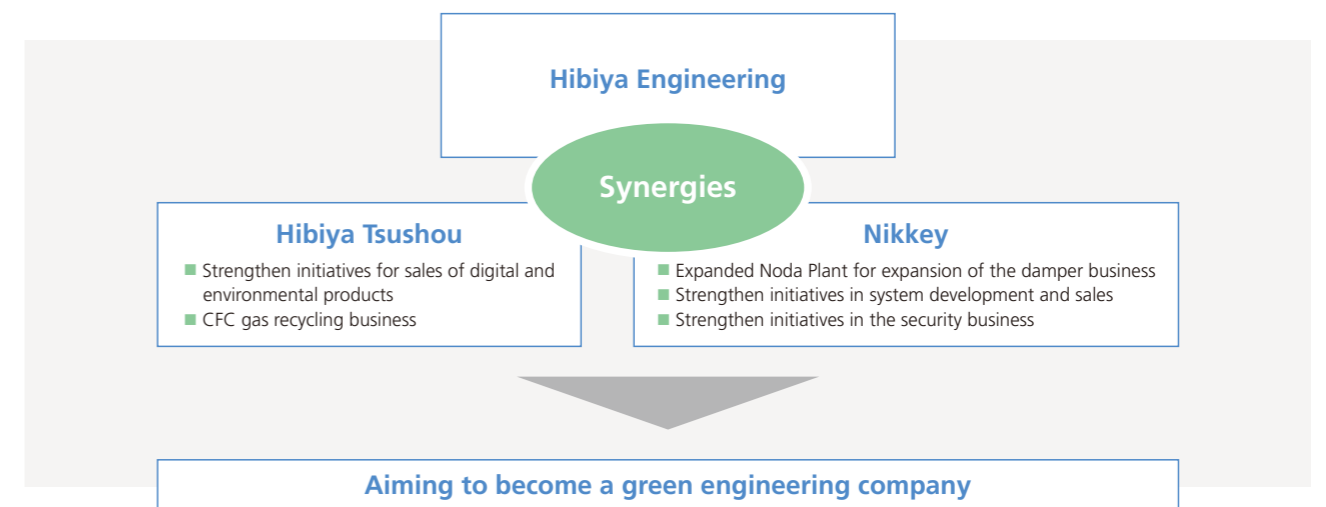 Hibiya Engineering
Synergies
Hibiya Tsushou
■ Strengthen initiatives for sales of digital and
environmental products
■ CFC gas recycling business
Nikkey
■ Expanded Noda Plant for expansion of the damper business
■ Strengthen initiatives in system development and sales
■ Strengthen initiatives in the security business
Aiming to become a green engineering company